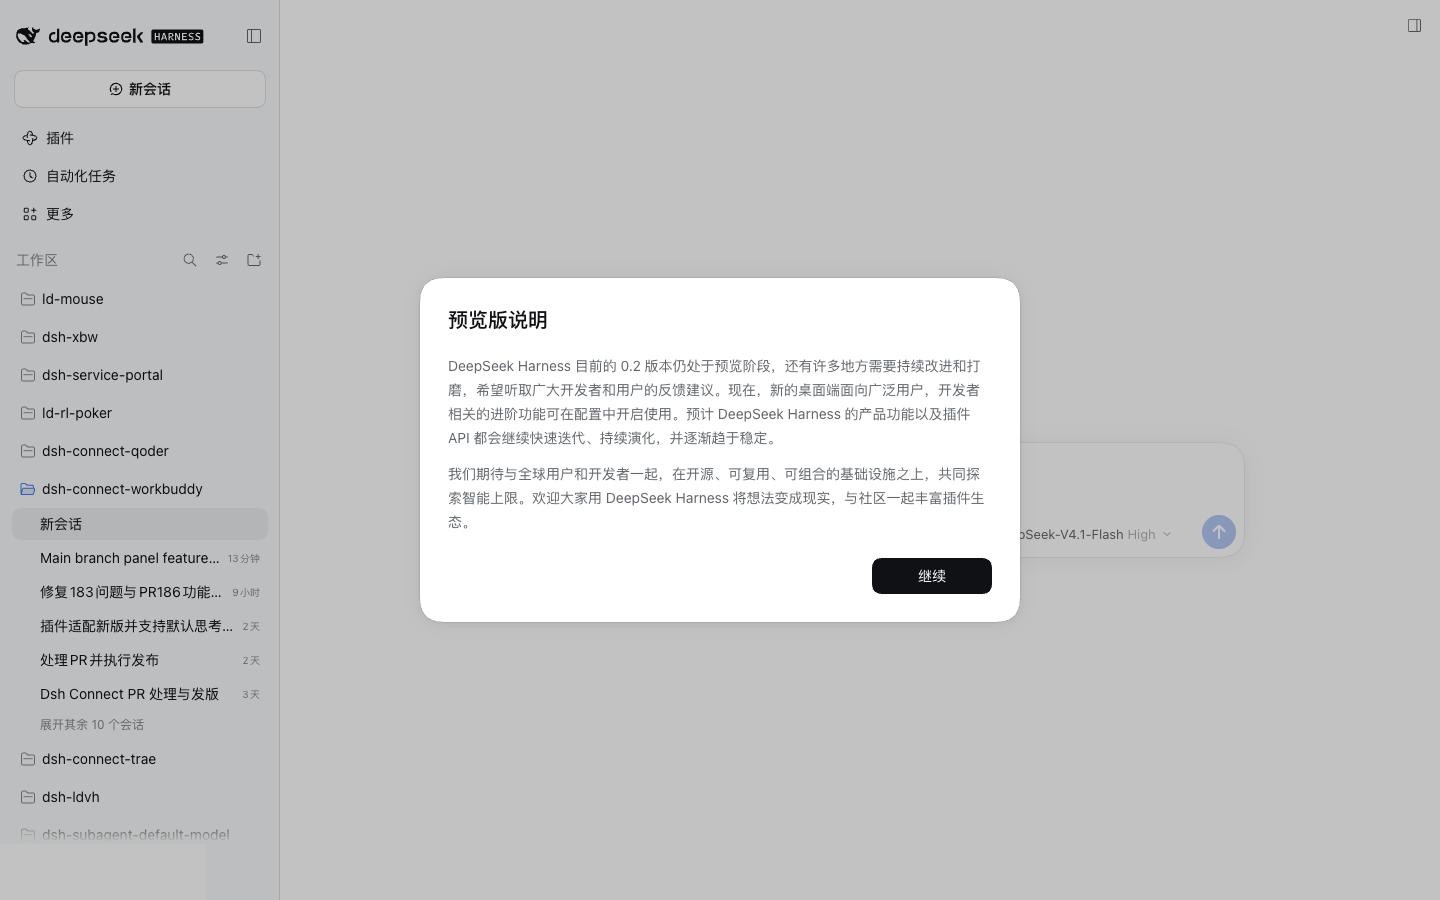 deepseek HARNESS
新会话
插件
自动化任务
更多
工作区
ld-mouse
dsh-xbw
dsh-service-portal
ld-rl-poker
dsh-connect-qoder
dsh-connect-workbuddy
新会话
Main branch panel feature... 13分钟
修复183问题与PR186功能... 9小时
插件适配新版并支持默认思考... 2天
处理PR并执行发布 2天
Dsh Connect PR 处理与发版 3天
展开其余 10 个会话
dsh-connect-trae
dsh-ldvh
dsh-subagent-default-model
预览版说明
DeepSeek Harness 目前的 0.2 版本仍处于预览阶段，还有许多地方需要持续改进和打
磨，希望听取广大开发者和用户的反馈建议。现在，新的桌面端面向广泛用户，开发者
相关的进阶功能可在配置中开启使用。预计 DeepSeek Harness 的产品功能以及插件
API 都会继续快速迭代、持续演化，并逐渐趋于稳定。
我们期待与全球用户和开发者一起，在开源、可复用、可组合的基础设施之上，共同探
索智能上限。欢迎大家用 DeepSeek Harness 将想法变成现实，与社区一起丰富插件生
态。
继续
pSeek-V4.1-Flash High